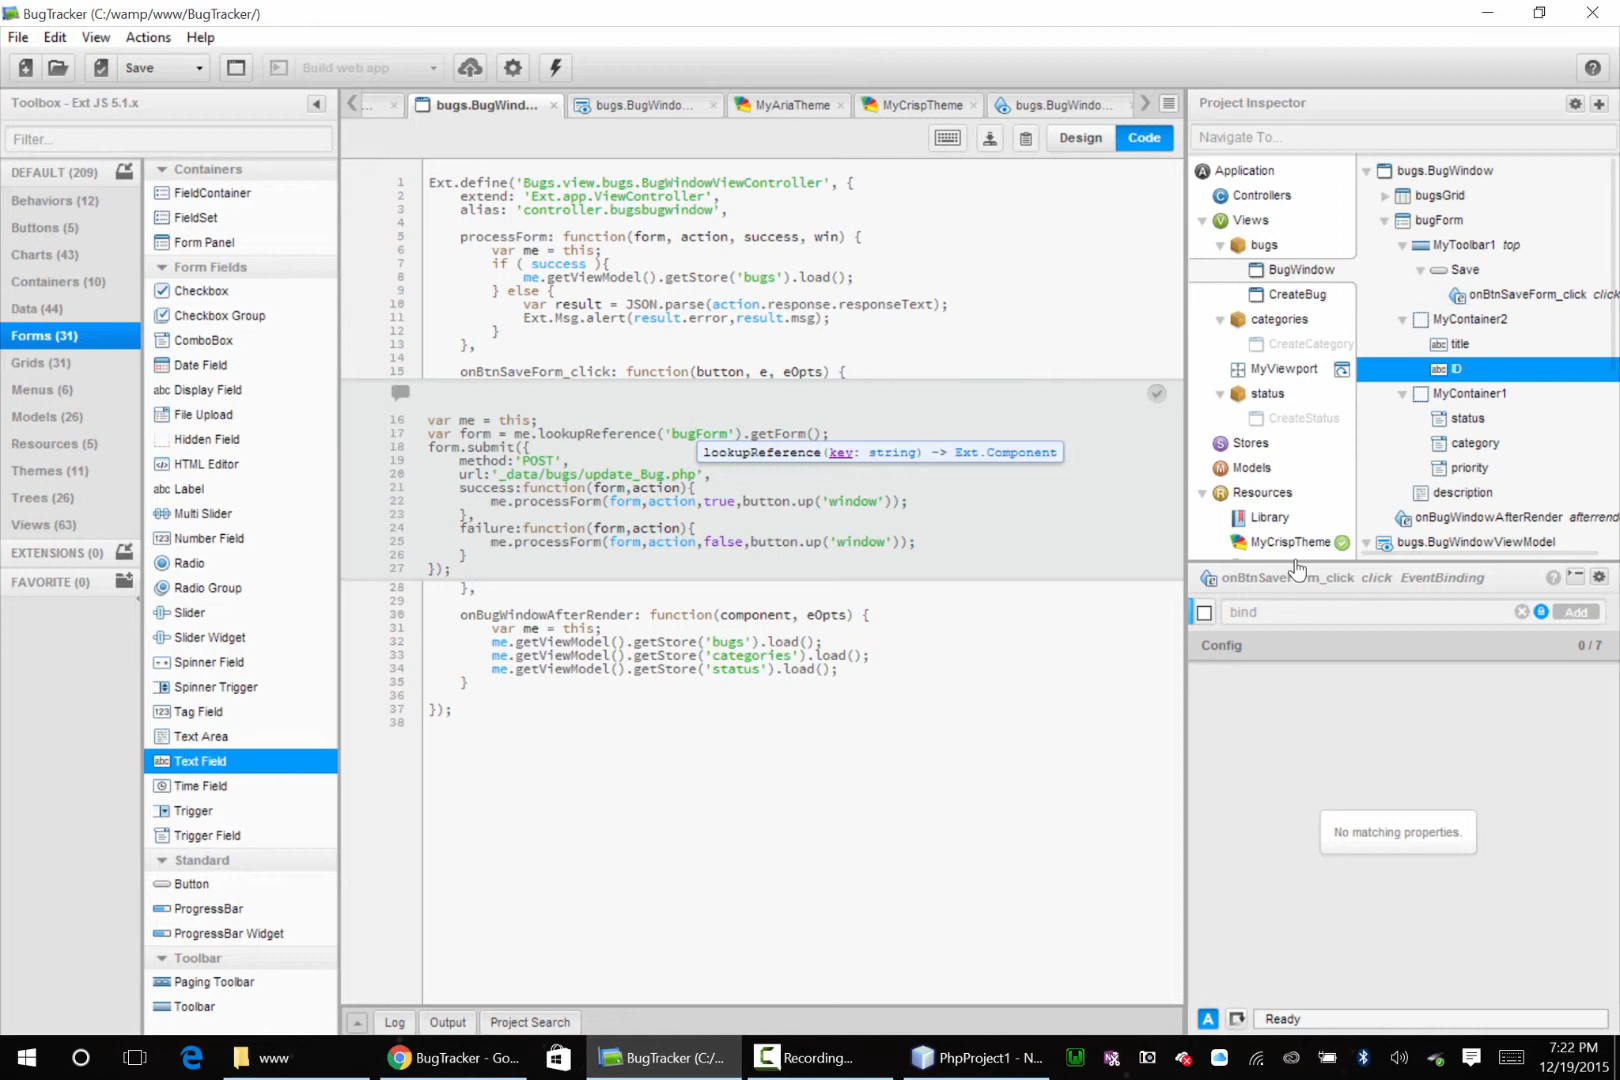 BugTracker (C:/wamp/www/BugTracker/)
File Edit View Actions Help
Save Build web app
Toolbox - Ext JS 5.1.x
Filter...
DEFAULT (209)
Behaviors (12)
Buttons (5)
Charts (43)
Containers (10)
Data (44)
Forms (31)
Grids (31)
Menus (6)
Models (26)
Resources (5)
Themes (11)
Trees (26)
Views (63)
EXTENSIONS (0)
FAVORITE (0)
Containers
FieldContainer
FieldSet
Form Panel
Form Fields
Checkbox
Checkbox Group
ComboBox
Date Field
abc Display Field
File Upload
Hidden Field
HTML Editor
abc Label
Multi Slider
123 Number Field
Radio
Radio Group
Slider
Slider Widget
Spinner Field
Spinner Trigger
123 Tag Field
Text Area
abc Text Field
Time Field
Trigger
Trigger Field
Standard
Button
ProgressBar
ProgressBar Widget
Toolbar
Paging Toolbar
Toolbar
... bugs.BugWind... bugs.BugWindo... MyAriaTheme MyCrispTheme bugs.BugWindo...
Design Code
1 Ext.define('Bugs.view.bugs.BugWindowViewController', {
2 extend: 'Ext.app.ViewController',
3 alias: 'controller.bugsbugwindow',
4
5 processForm: function(form, action, success, win) {
6 var me = this;
7 if ( success ){
8 me.getViewModel().getStore('bugs').load();
9 } else {
10 var result = JSON.parse(action.response.responseText);
11 Ext.Msg.alert(result.error,result.msg);
12 }
13 },
14
15 onBtnSaveForm_click: function(button, e, eOpts) {
16 var me = this;
17 var form = me.lookupReference('bugForm').getForm();
18 form.submit({
lookupReference(key: string) -> Ext.Component
19 method:'POST',
20 url:'_data/bugs/update_Bug.php',
21 success:function(form,action){
22 me.processForm(form,action,true,button.up('window'));
23 },
24 failure:function(form,action){
25 me.processForm(form,action,false,button.up('window'));
26 }
27 });
28 },
29
30 onBugWindowAfterRender: function(component, eOpts) {
31 var me = this;
32 me.getViewModel().getStore('bugs').load();
33 me.getViewModel().getStore('categories').load();
34 me.getViewModel().getStore('status').load();
35 }
36
37 });
38
Log Output Project Search
Project Inspector
Navigate To...
Application
Controllers
Views
bugs
BugWindow
CreateBug
categories
CreateCategory
MyViewport
status
CreateStatus
Stores
Models
Resources
Library
MyCrispTheme
bugs.BugWindow
bugsGrid
bugForm
MyToolbar1 top
Save
onBtnSaveForm_click click
MyContainer2
abc title
abc ID
MyContainer1
status
category
priority
description
onBugWindowAfterRender afterrende
bugs.BugWindowViewModel
click EventBinding
bind Add
Config 0 / 7
No matching properties.
A Ready
www BugTracker - Go... BugTracker (C:/... Recording... PhpProject1 - N...
7:22 PM
12/19/2015